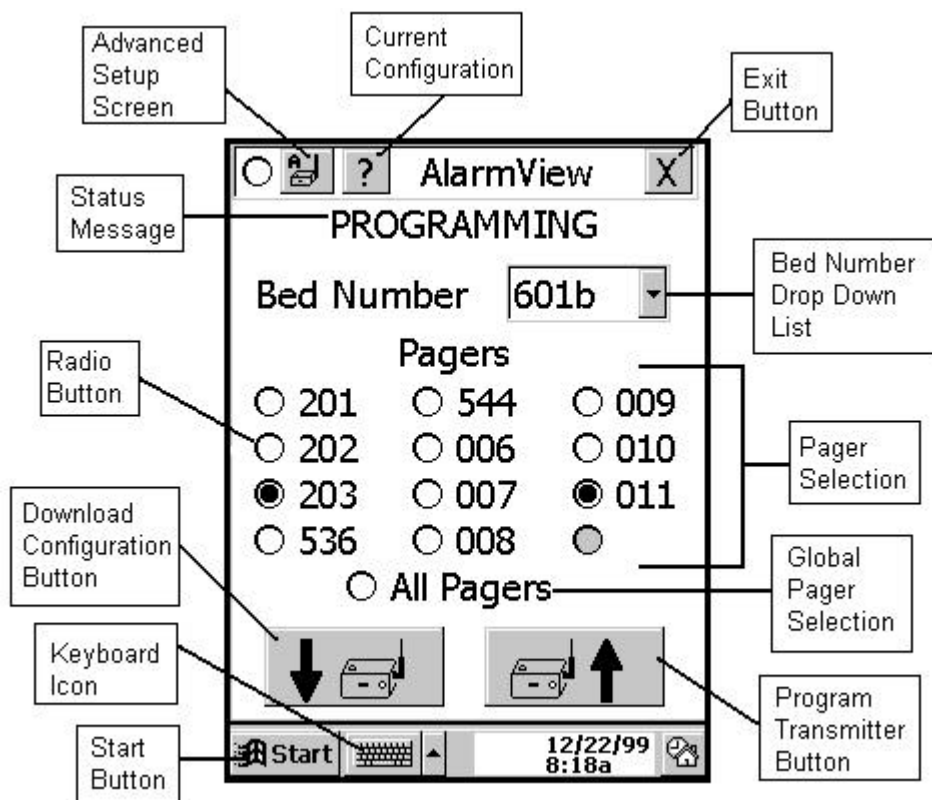 Advanced
Setup
Screen
Current
Configuration
Exit
Button
A
?
AlarmView
X
Status
Message
PROGRAMMING
Bed Number
601b
Bed Number
Drop Down
List
Pagers
Radio
Button
201
544
009
202
006
010
203
007
011
536
008
Pager
Selection
Download
Configuration
Button
All Pagers
Global
Pager
Selection
Keyboard
Icon
Program
Transmitter
Button
Start
Button
Start
12/22/99
8:18a